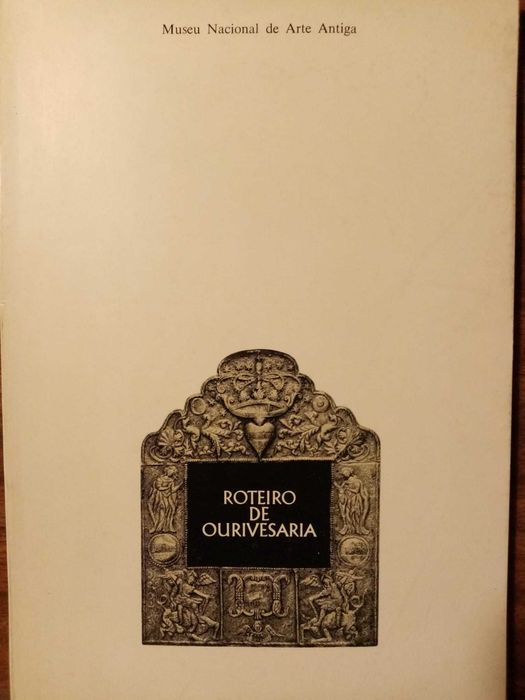 Museu Nacional de Arte Antiga
ROTEIRO
DE
OURIVESARIA